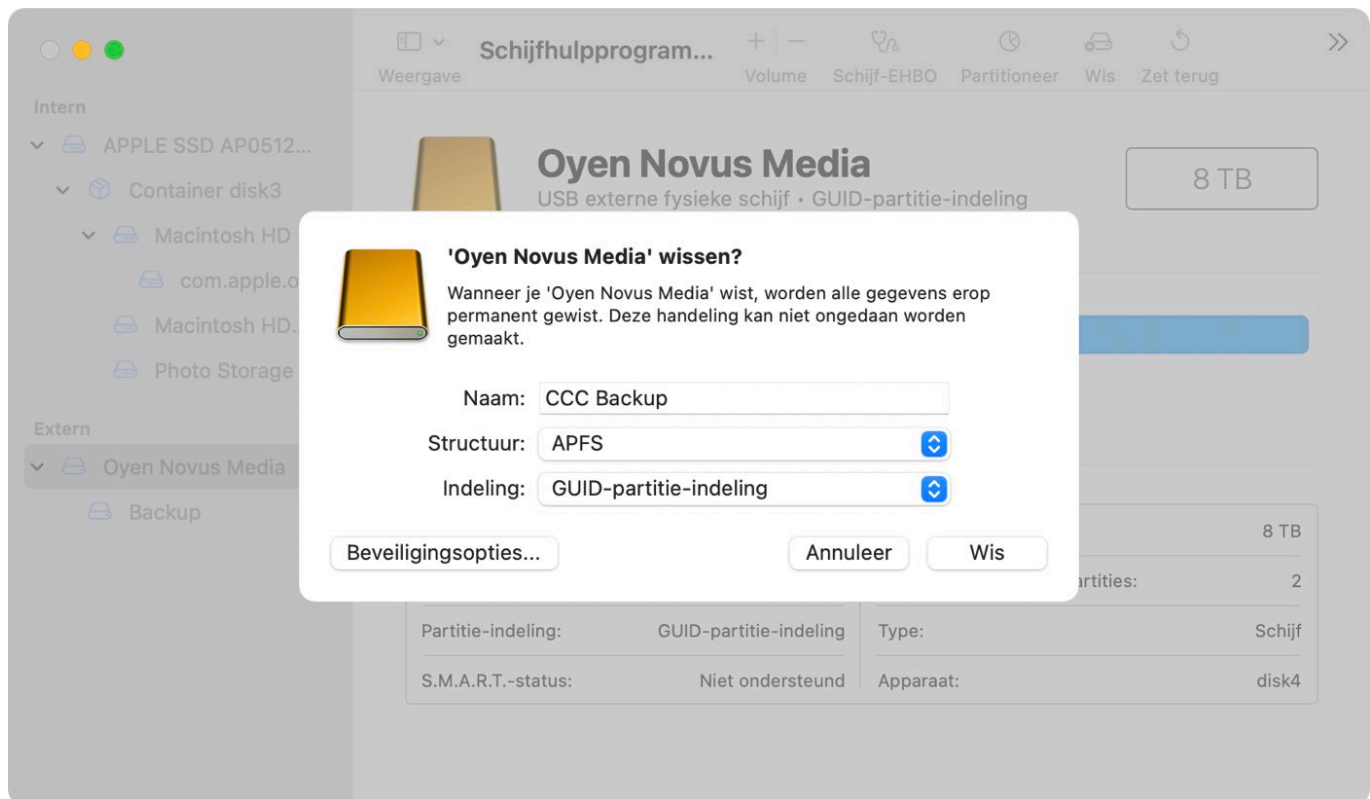 Schijfhulpprogram...
Weergave
Volume
Schijf-EHBO
Partitioneer
Wis
Zet terug
Intern
APPLE SSD AP0512...
Container disk3
Macintosh HD
com.apple.o
Macintosh HD.
Photo Storage
Extern
Oyen Novus Media
Backup
Oyen Novus Media
USB externe fysieke schijf • GUID-partitie-indeling
8 TB
'Oyen Novus Media' wissen?
Wanneer je 'Oyen Novus Media' wist, worden alle gegevens erop
permanent gewist. Deze handeling kan niet ongedaan worden
gemaakt.
Naam: CCC Backup
Structuur: APFS
Indeling: GUID-partitie-indeling
Beveiligingsopties...
Annuleer
Wis
8 TB
artities: 2
Partitie-indeling: GUID-partitie-indeling
Type: Schijf
S.M.A.R.T.-status: Niet ondersteund
Apparaat: disk4